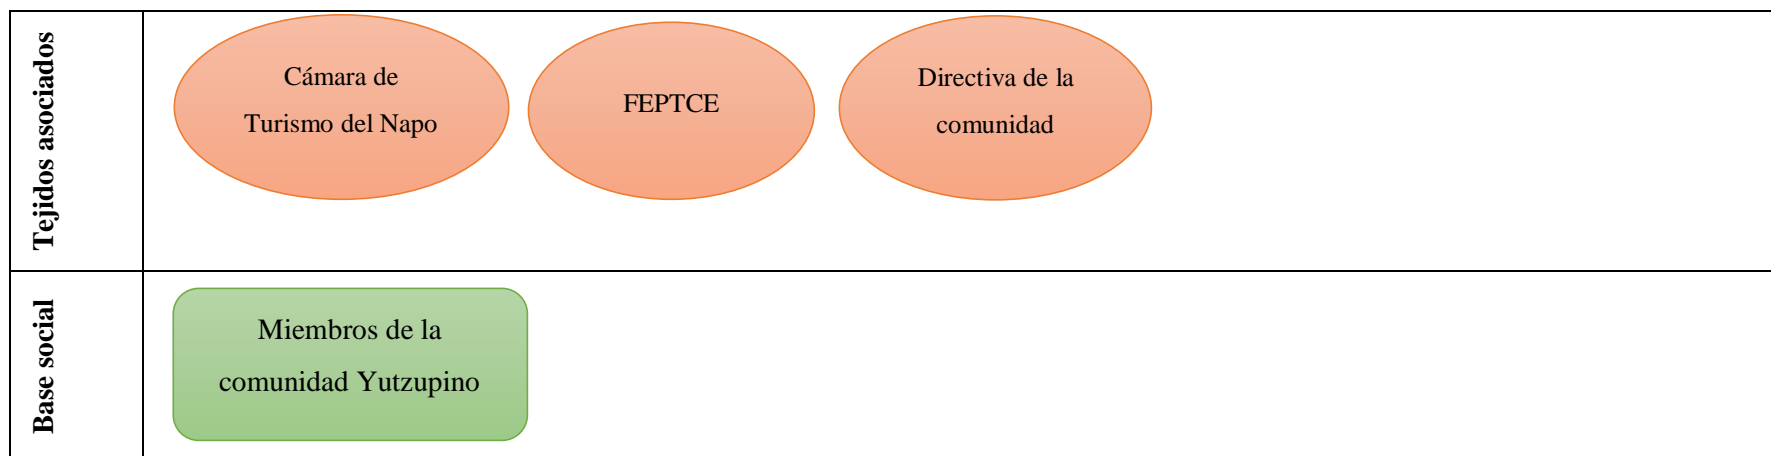 Tejidos asociados
Cámara de
Turismo del Napo
FEPTCE
Directiva de la
comunidad
Base social
Miembros de la
comunidad Yutzupino